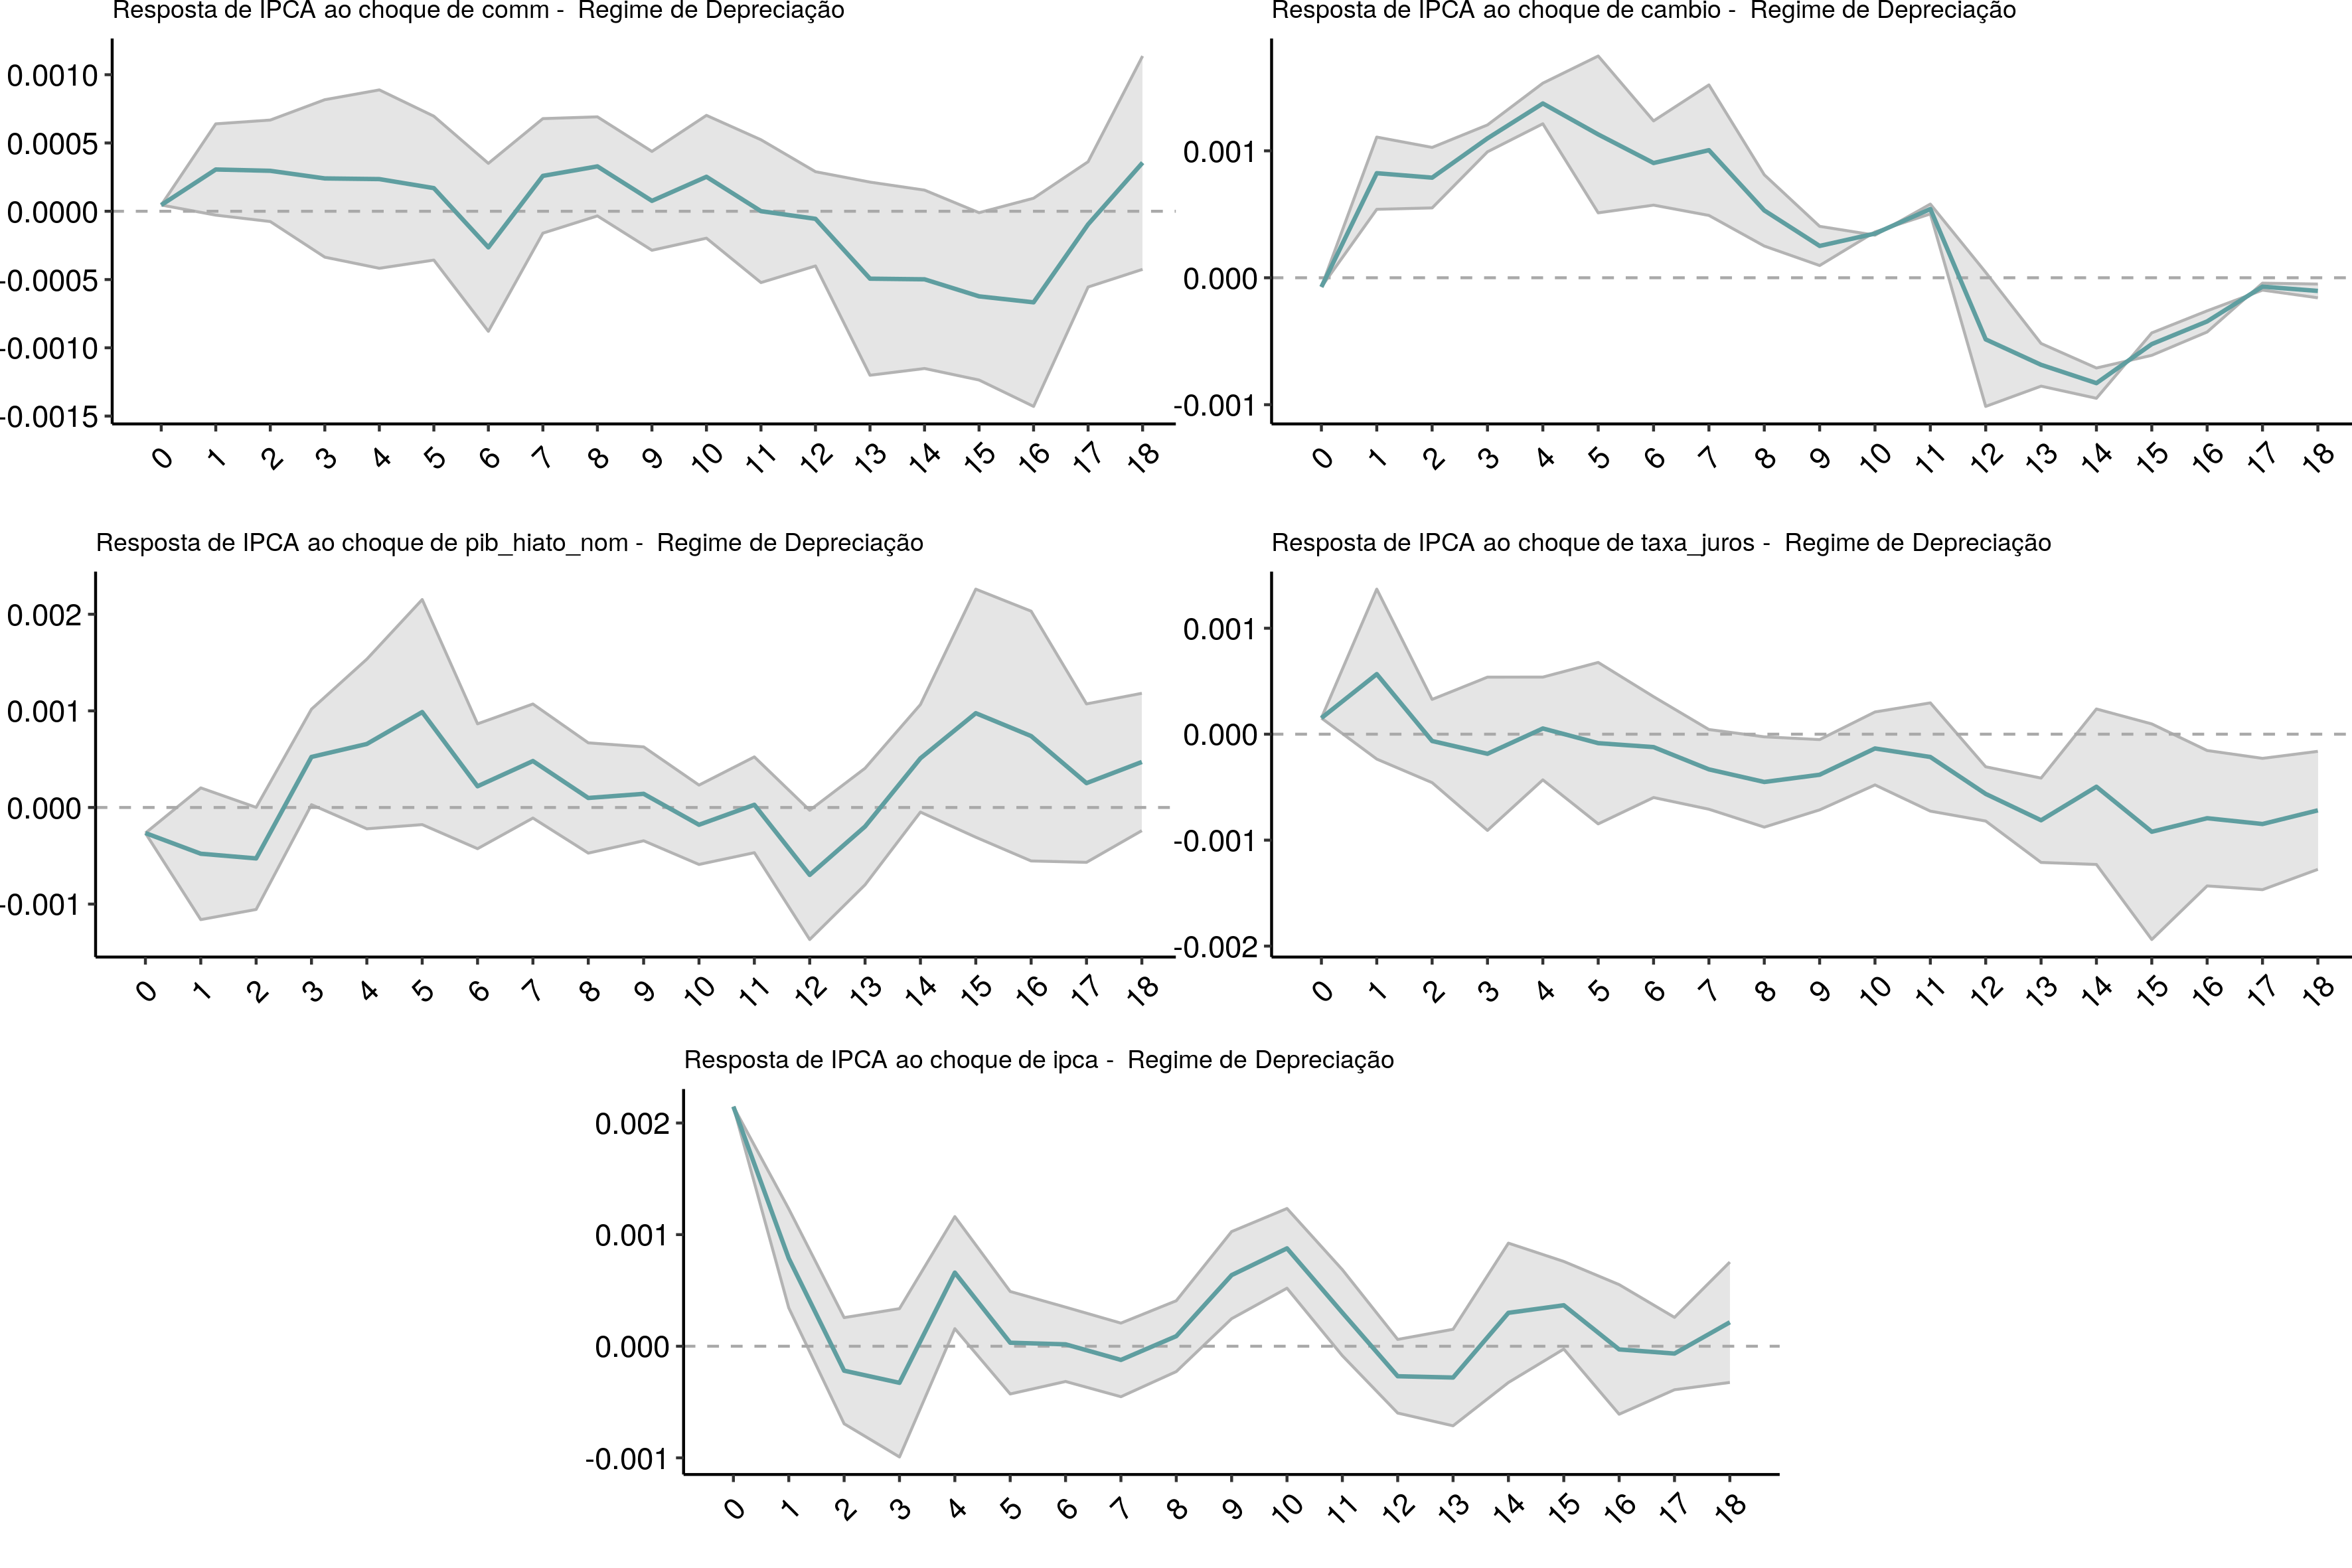 Resposta de IPCA ao choque de comm -  Regime de Depreciação
0.0010
0.0005
0.0000
-0.0005
-0.0010
-0.0015
0 1 2 3 4 5 6 7 8 9 10 11 12 13 14 15 16 17 18
Resposta de IPCA ao choque de cambio -  Regime de Depreciação
0.001
0.000
-0.001
0 1 2 3 4 5 6 7 8 9 10 11 12 13 14 15 16 17 18
Resposta de IPCA ao choque de pib_hiato_nom -  Regime de Depreciação
0.002
0.001
0.000
-0.001
0 1 2 3 4 5 6 7 8 9 10 11 12 13 14 15 16 17 18
Resposta de IPCA ao choque de taxa_juros -  Regime de Depreciação
0.001
0.000
-0.001
-0.002
0 1 2 3 4 5 6 7 8 9 10 11 12 13 14 15 16 17 18
Resposta de IPCA ao choque de ipca -  Regime de Depreciação
0.002
0.001
0.000
-0.001
0 1 2 3 4 5 6 7 8 9 10 11 12 13 14 15 16 17 18